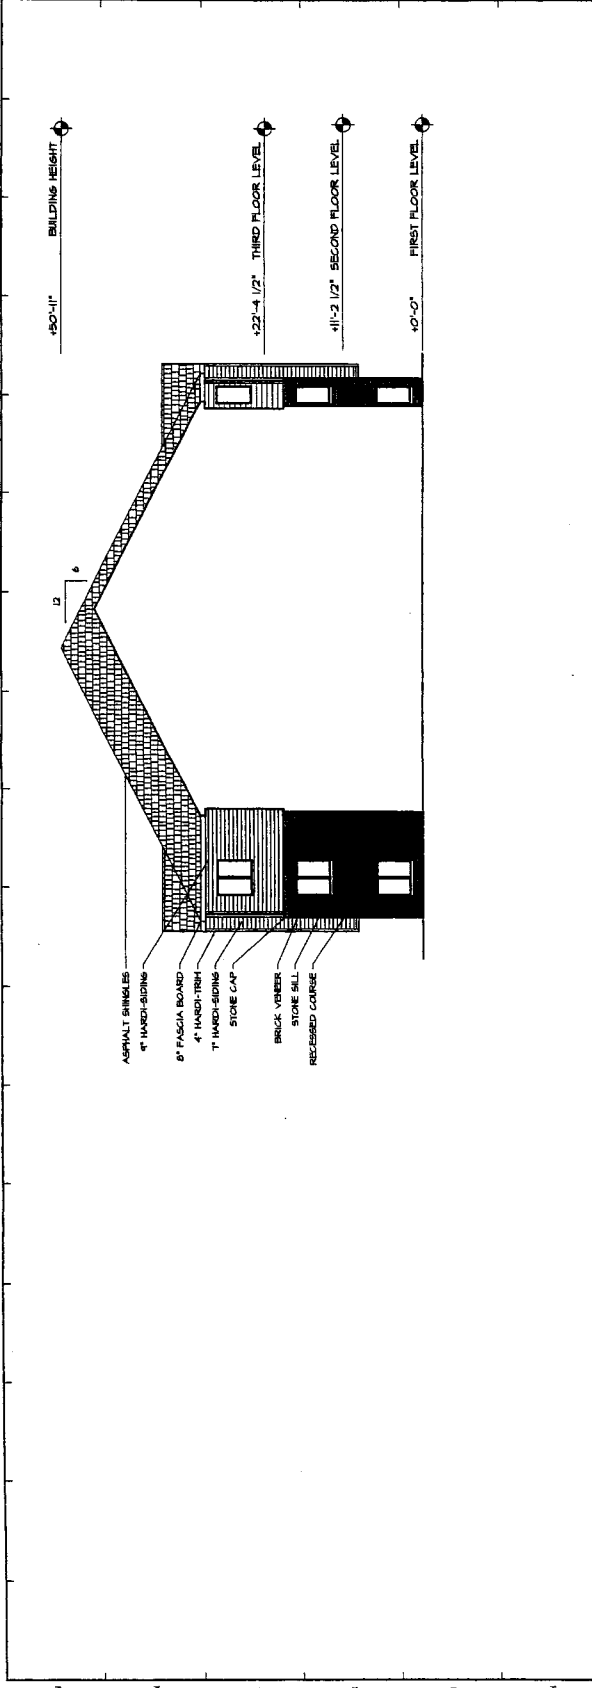 +50'-11" BUILDING HEIGHT
+22'-4 1/2" THIRD FLOOR LEVEL
+11'-2 1/2" SECOND FLOOR LEVEL
+0'-0" FIRST FLOOR LEVEL
12
6
ASPHALT SHINGLES
9" HARDI-SIDING
8" FASCIA BOARD
4" HARDI-TRIM
7" HARDI-SIDING
STONE CAP
BRICK VENEER
STONE SILL
RECESSED COURSE